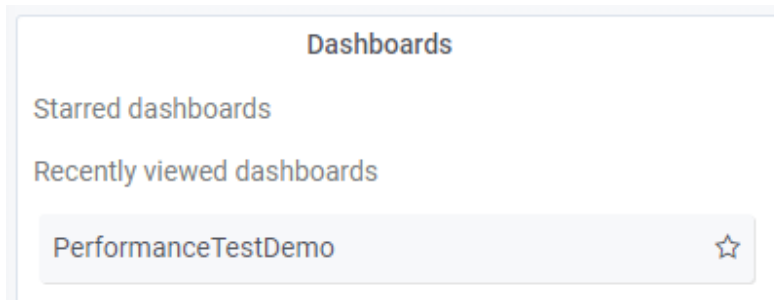 Dashboards
Starred dashboards
Recently viewed dashboards
PerformanceTestDemo